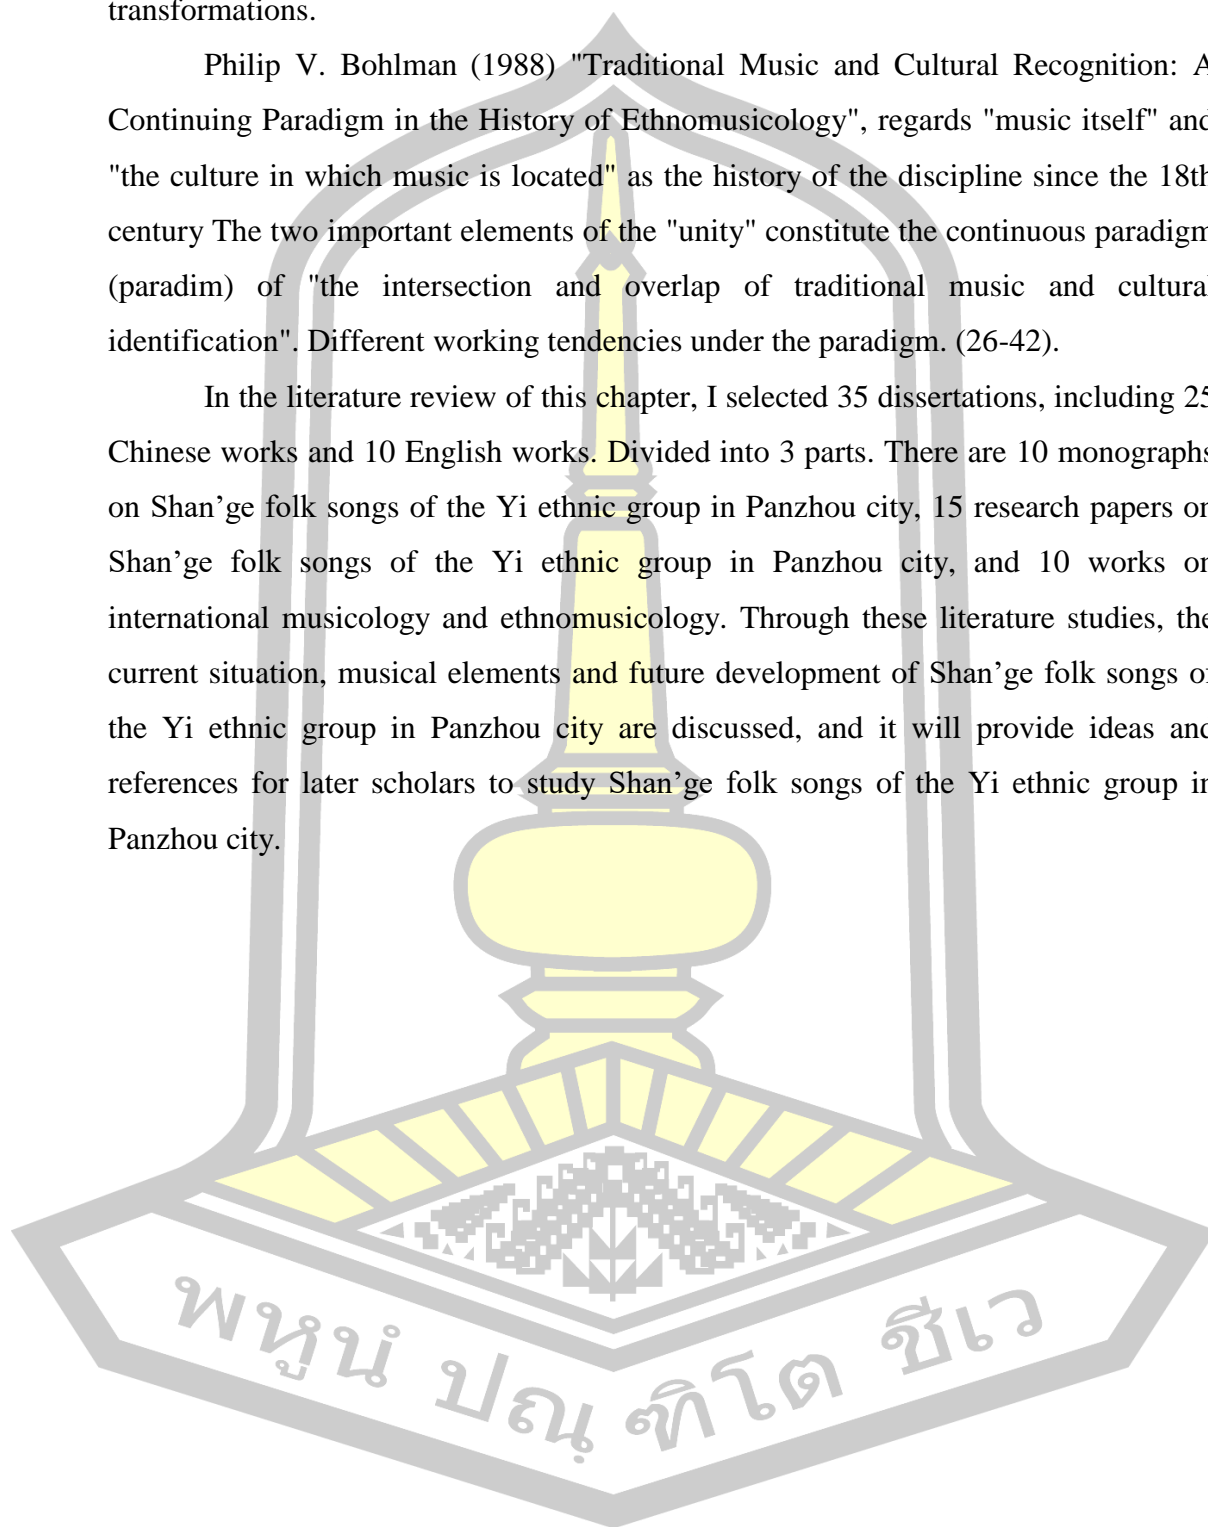 transformations.
Philip V. Bohlman (1988) "Traditional Music and Cultural Recognition: A
Continuing Paradigm in the History of Ethnomusicology", regards "music itself" and
"the culture in which music is located" as the history of the discipline since the 18th
century The two important elements of the "unity" constitute the continuous paradigm
(paradim) of "the intersection and overlap of traditional music and cultural
identification". Different working tendencies under the paradigm. (26-42).
In the literature review of this chapter, I selected 35 dissertations, including 25
Chinese works and 10 English works. Divided into 3 parts. There are 10 monographs
on Shan’ge folk songs of the Yi ethnic group in Panzhou city, 15 research papers on
Shan’ge folk songs of the Yi ethnic group in Panzhou city, and 10 works on
international musicology and ethnomusicology. Through these literature studies, the
current situation, musical elements and future development of Shan’ge folk songs of
the Yi ethnic group in Panzhou city are discussed, and it will provide ideas and
references for later scholars to study Shan’ge folk songs of the Yi ethnic group in
Panzhou city.
พหูนํ ปณฺฑิโต ชีเว